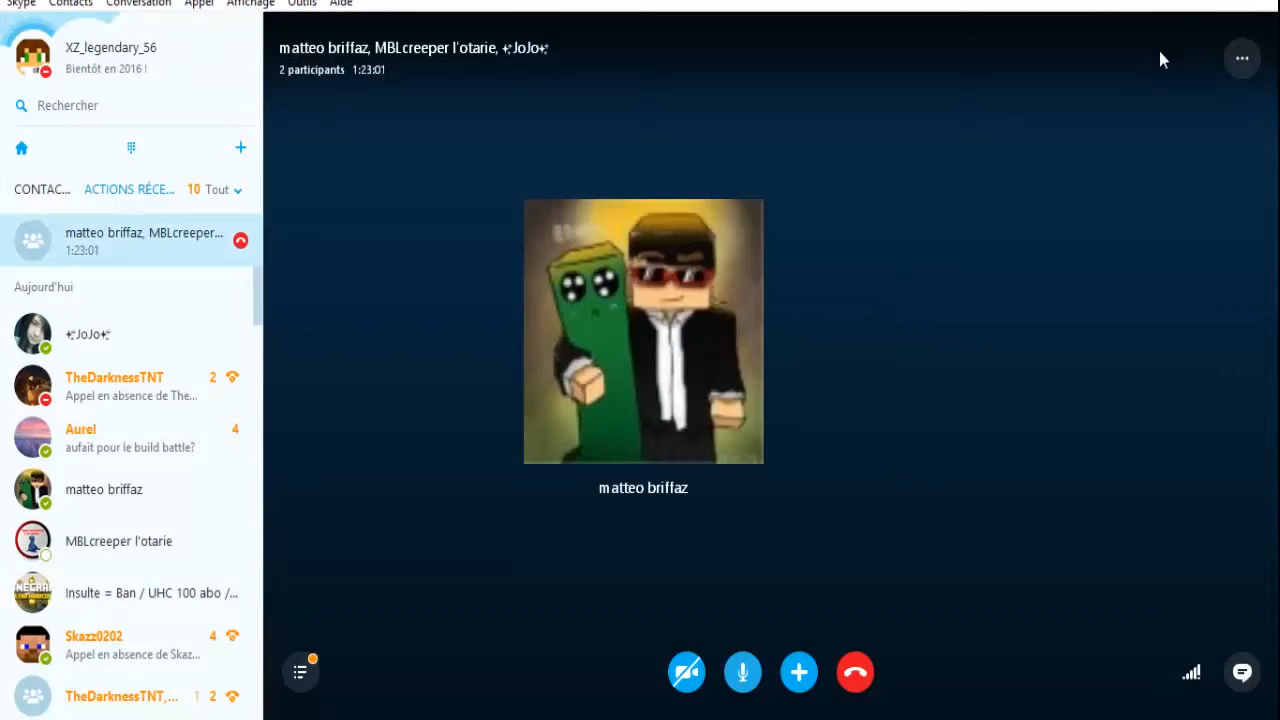 Skype Contacts Conversation Appel Affichage Outils Aide
XZ_legendary_56
Bientôt en 2016 !
Rechercher
CONTAC... ACTIONS RÉCE... 10 Tout
matteo briffaz, MBLcreeper...
1:23:01
Aujourd'hui
JoJo
TheDarknessTNT 2
Appel en absence de The...
Aurel 4
aufait pour le build battle?
matteo briffaz
MBLcreeper l'otarie
Insulte = Ban / UHC 100 abo /...
Skazz0202 4
Appel en absence de Skaz...
TheDarknessTNT,... 1 2
matteo briffaz, MBLcreeper l'otarie, ✨JoJo✨
2 participants 1:23:01
matteo briffaz